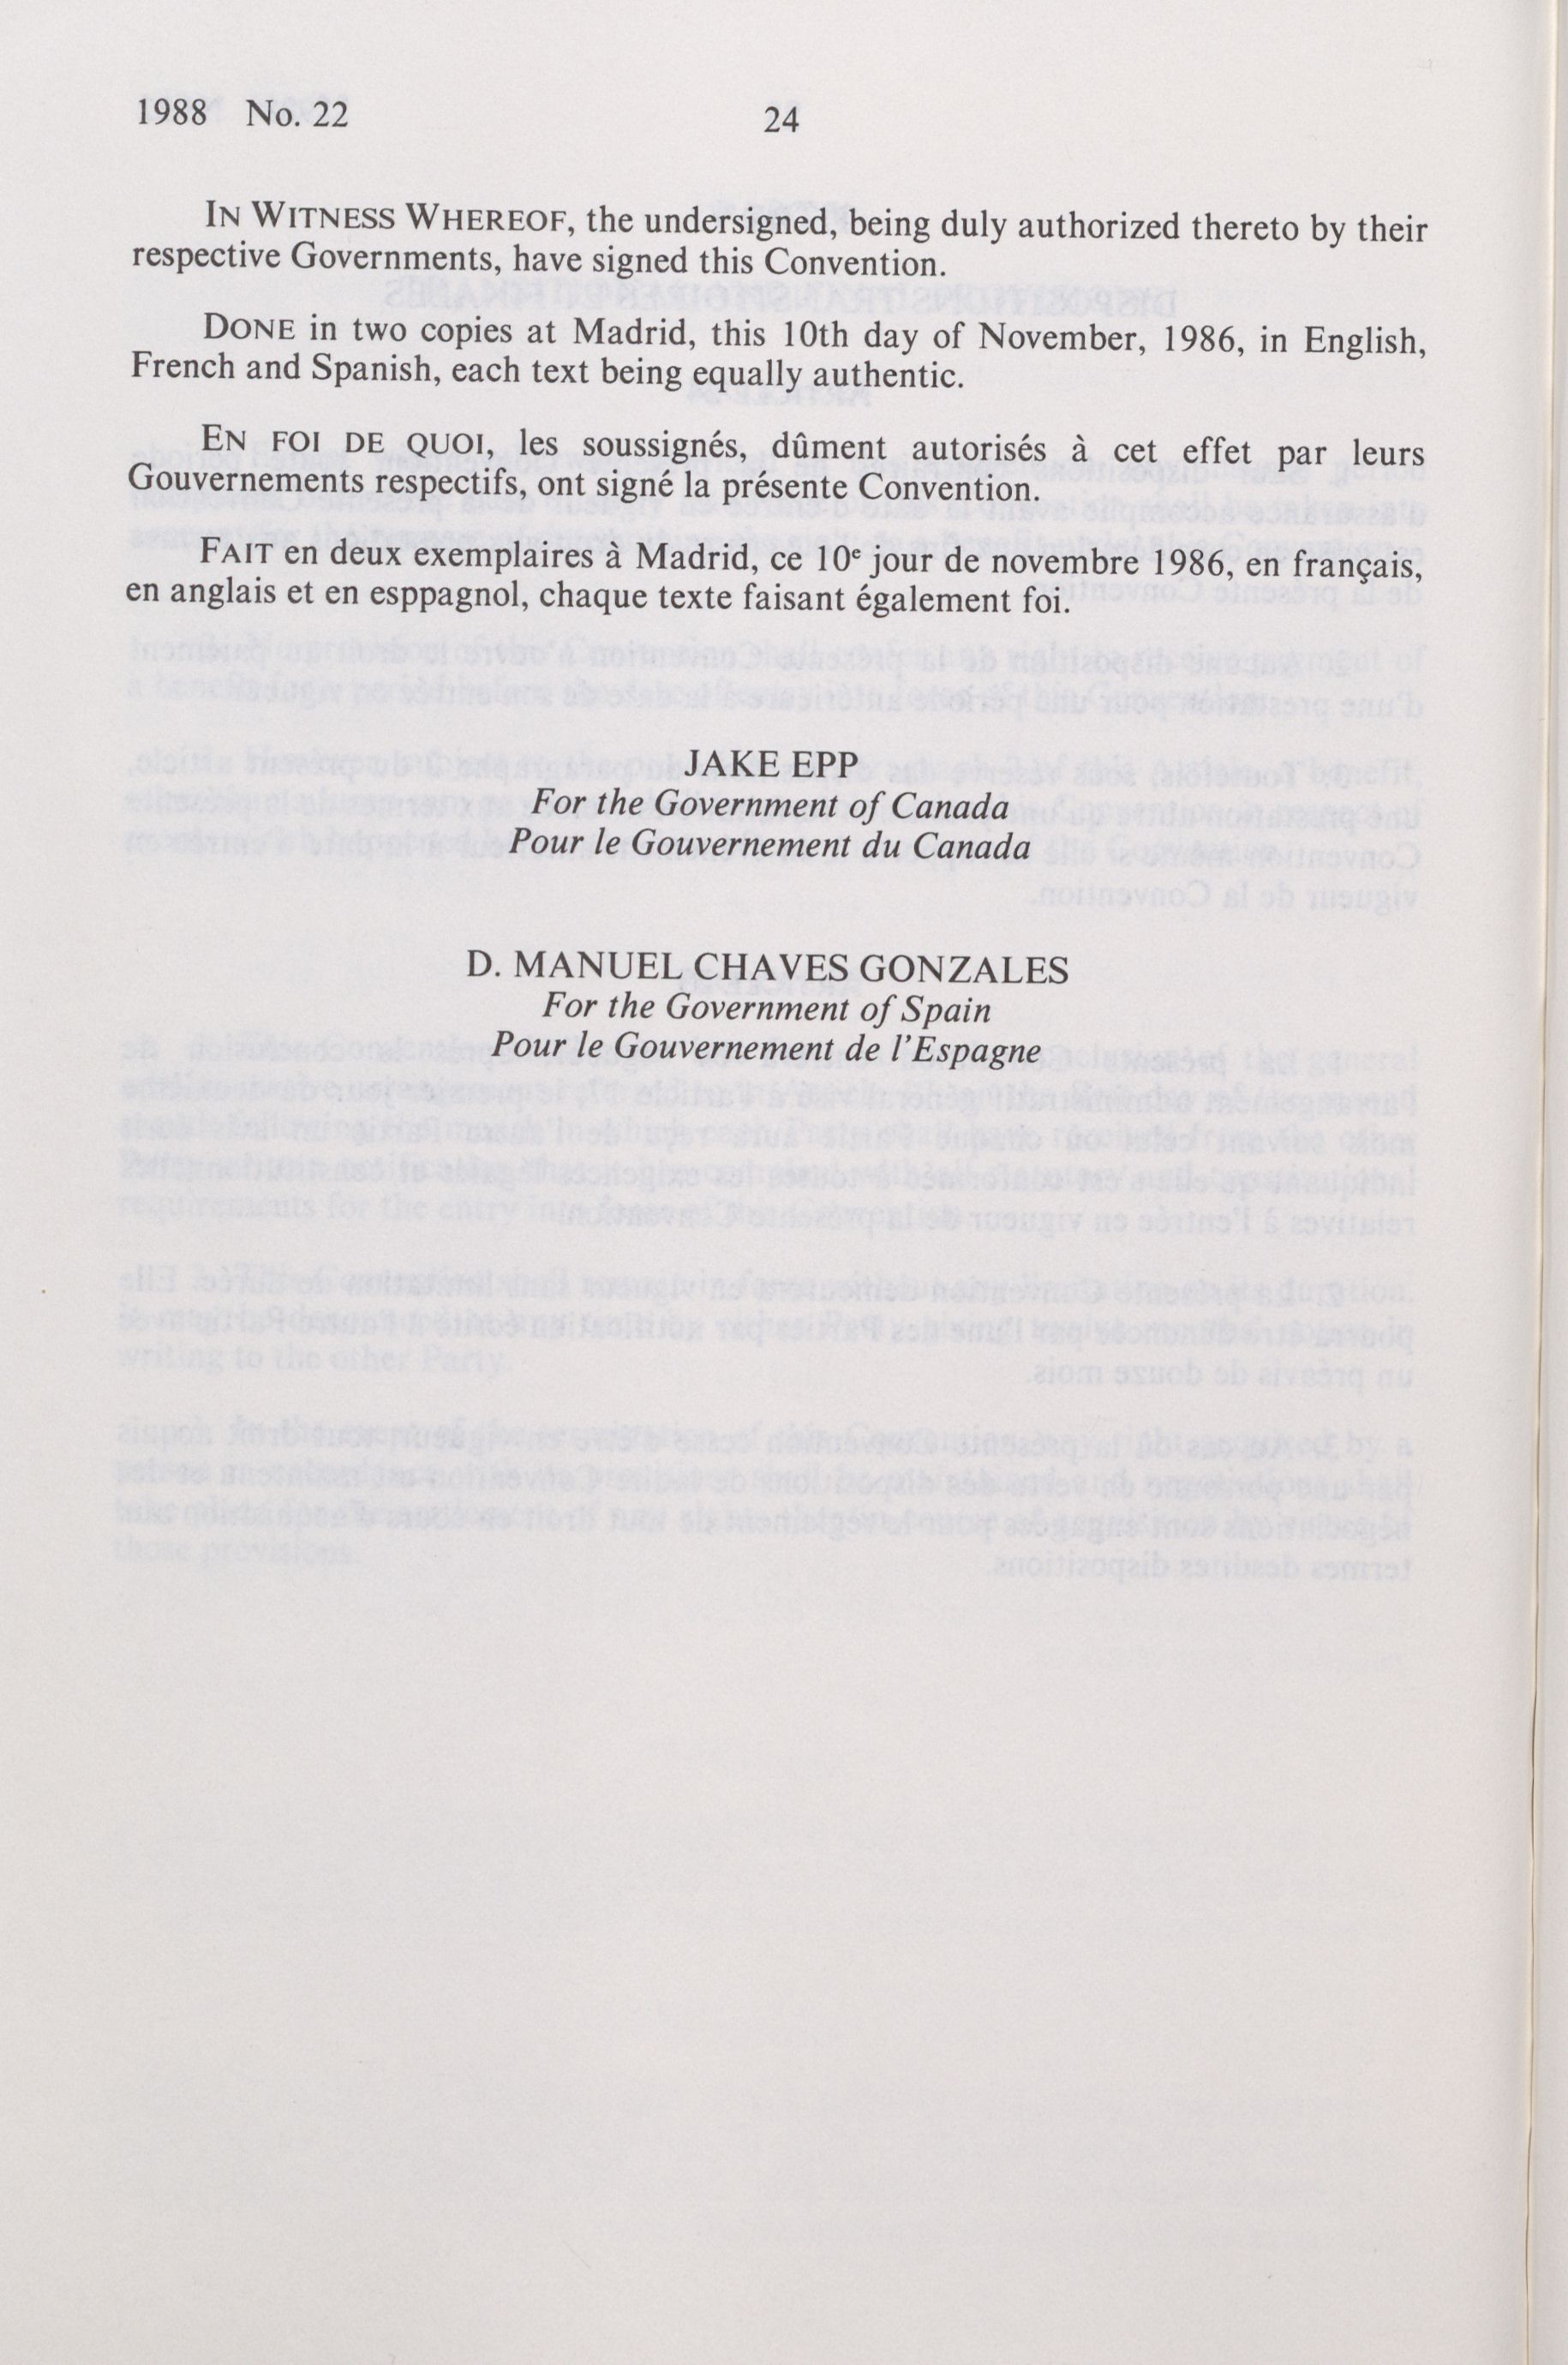 1988 No. 22
24
IN WITNESS WHEREOF, the undersigned, being duly authorized thereto by their
respective Governments, have signed this Convention.
DONE in two copies at Madrid, this 10th day of November, 1986, in English,
French and Spanish, each text being equally authentic.
EN FOI DE QUOI, les soussignés, dûment autorisés à cet effet par leurs
Gouvernements respectifs, ont signé la présente Convention.
FAIT en deux exemplaires à Madrid, ce 10e jour de novembre 1986, en français,
en anglais et en esppagnol, chaque texte faisant également foi.
JAKE EPP
For the Government of Canada
Pour le Gouvernement du Canada
D. MANUEL CHAVES GONZALES
For the Government of Spain
Pour le Gouvernement de l'Espagne